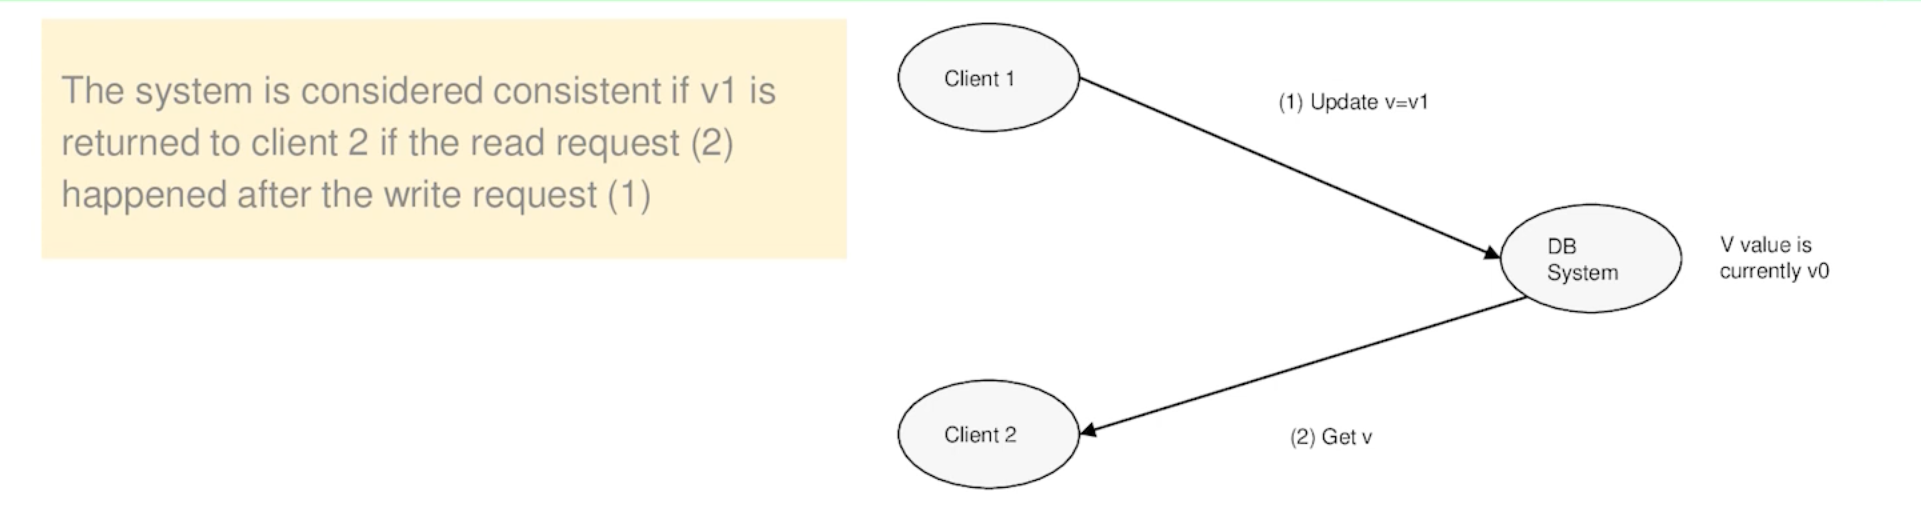 The system is considered consistent if v1 is
returned to client 2 if the read request (2)
happened after the write request (1)
Client 1
(1) Update v=v1
DB
System
V value is
currently v0
Client 2
(2) Get v